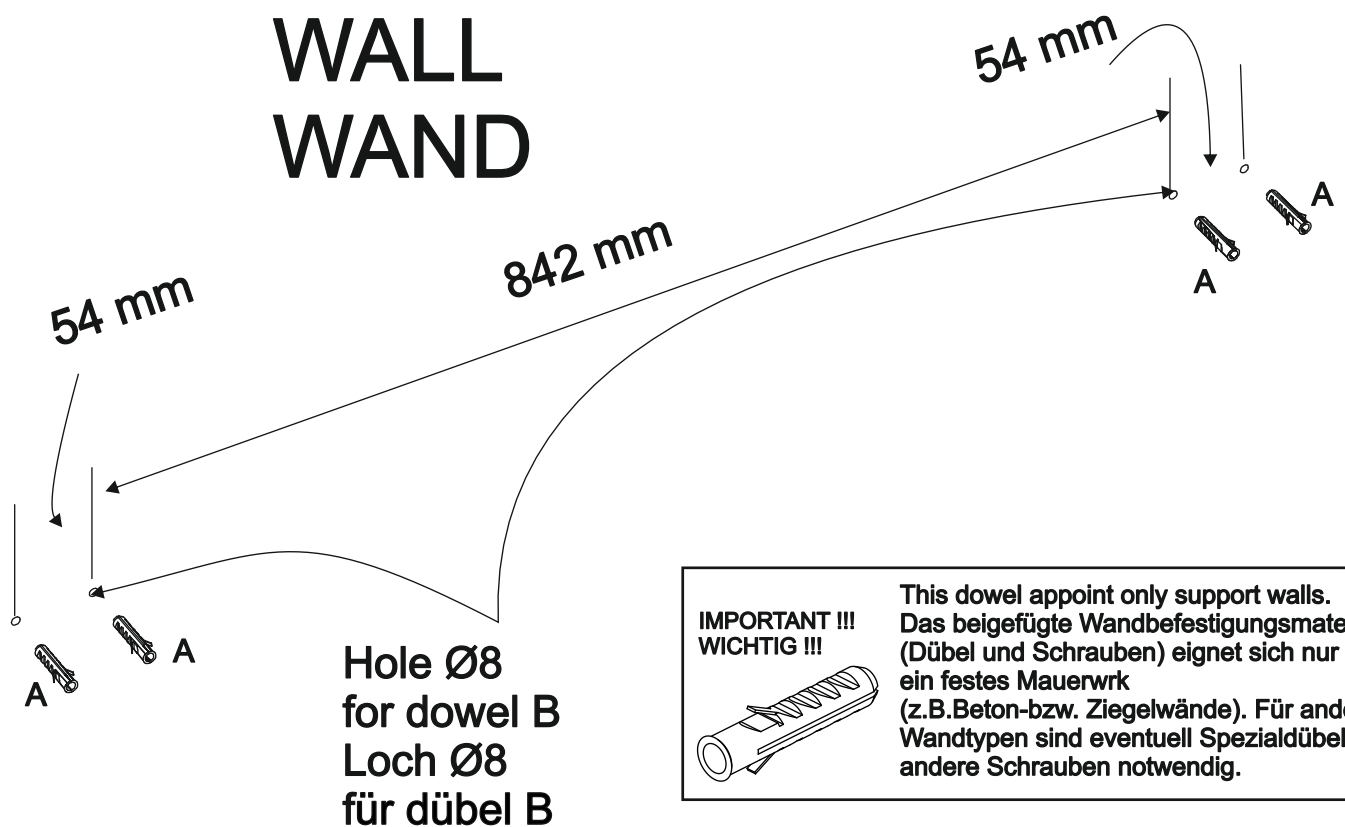 WALL
WAND
54 mm
842 mm
54 mm
A
A
A
A
Hole Ø8
for dowel B
Loch Ø8
für dübel B
IMPORTANT !!!
WICHTIG !!!
This dowel appoint only support walls.
Das beigefügte Wandbefestigungsmate
(Dübel und Schrauben) eignet sich nur
ein festes Mauerwrk
(z.B.Beton-bzw. Ziegelwände). Für ande
Wandtypen sind eventuell Spezialdübel
andere Schrauben notwendig.